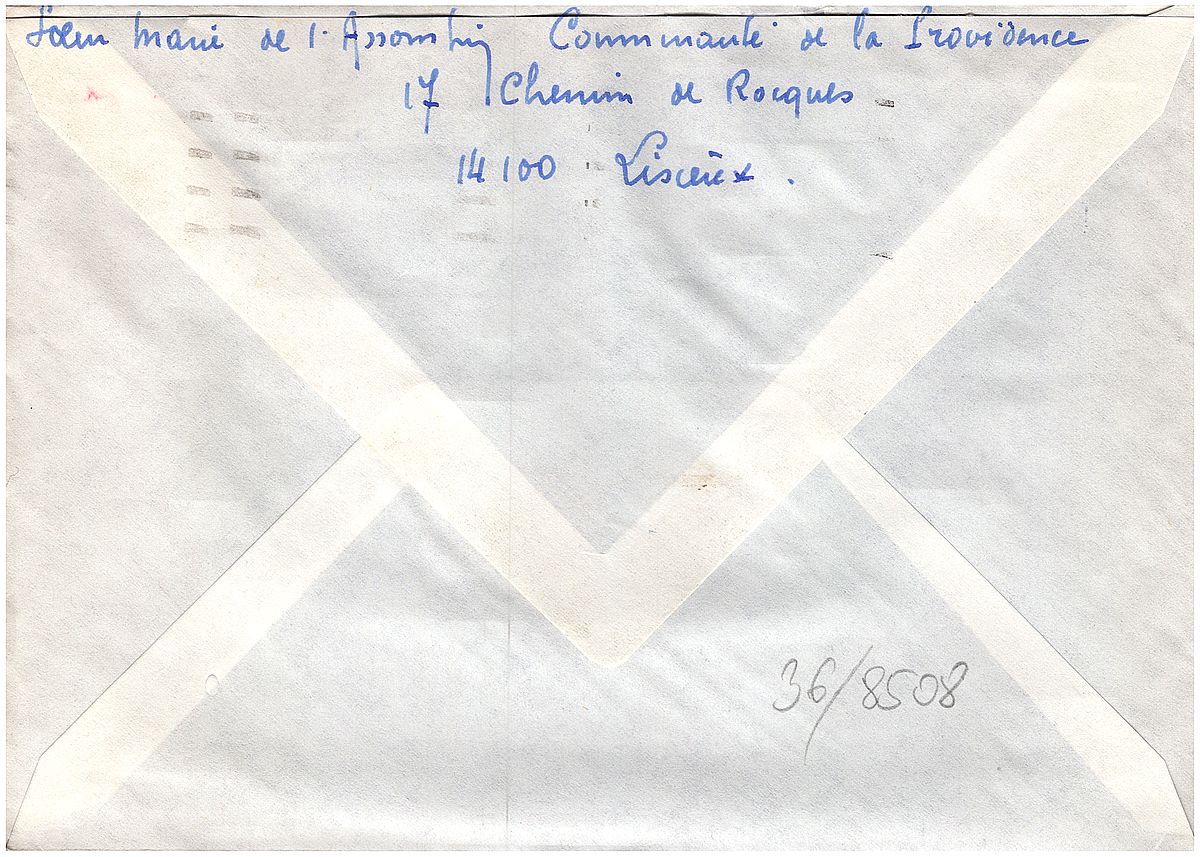 Soeur Marie de l'Assomption Communauté de la Providence
17 Chemin de Rocques
14100 Lisieux.
36/8508